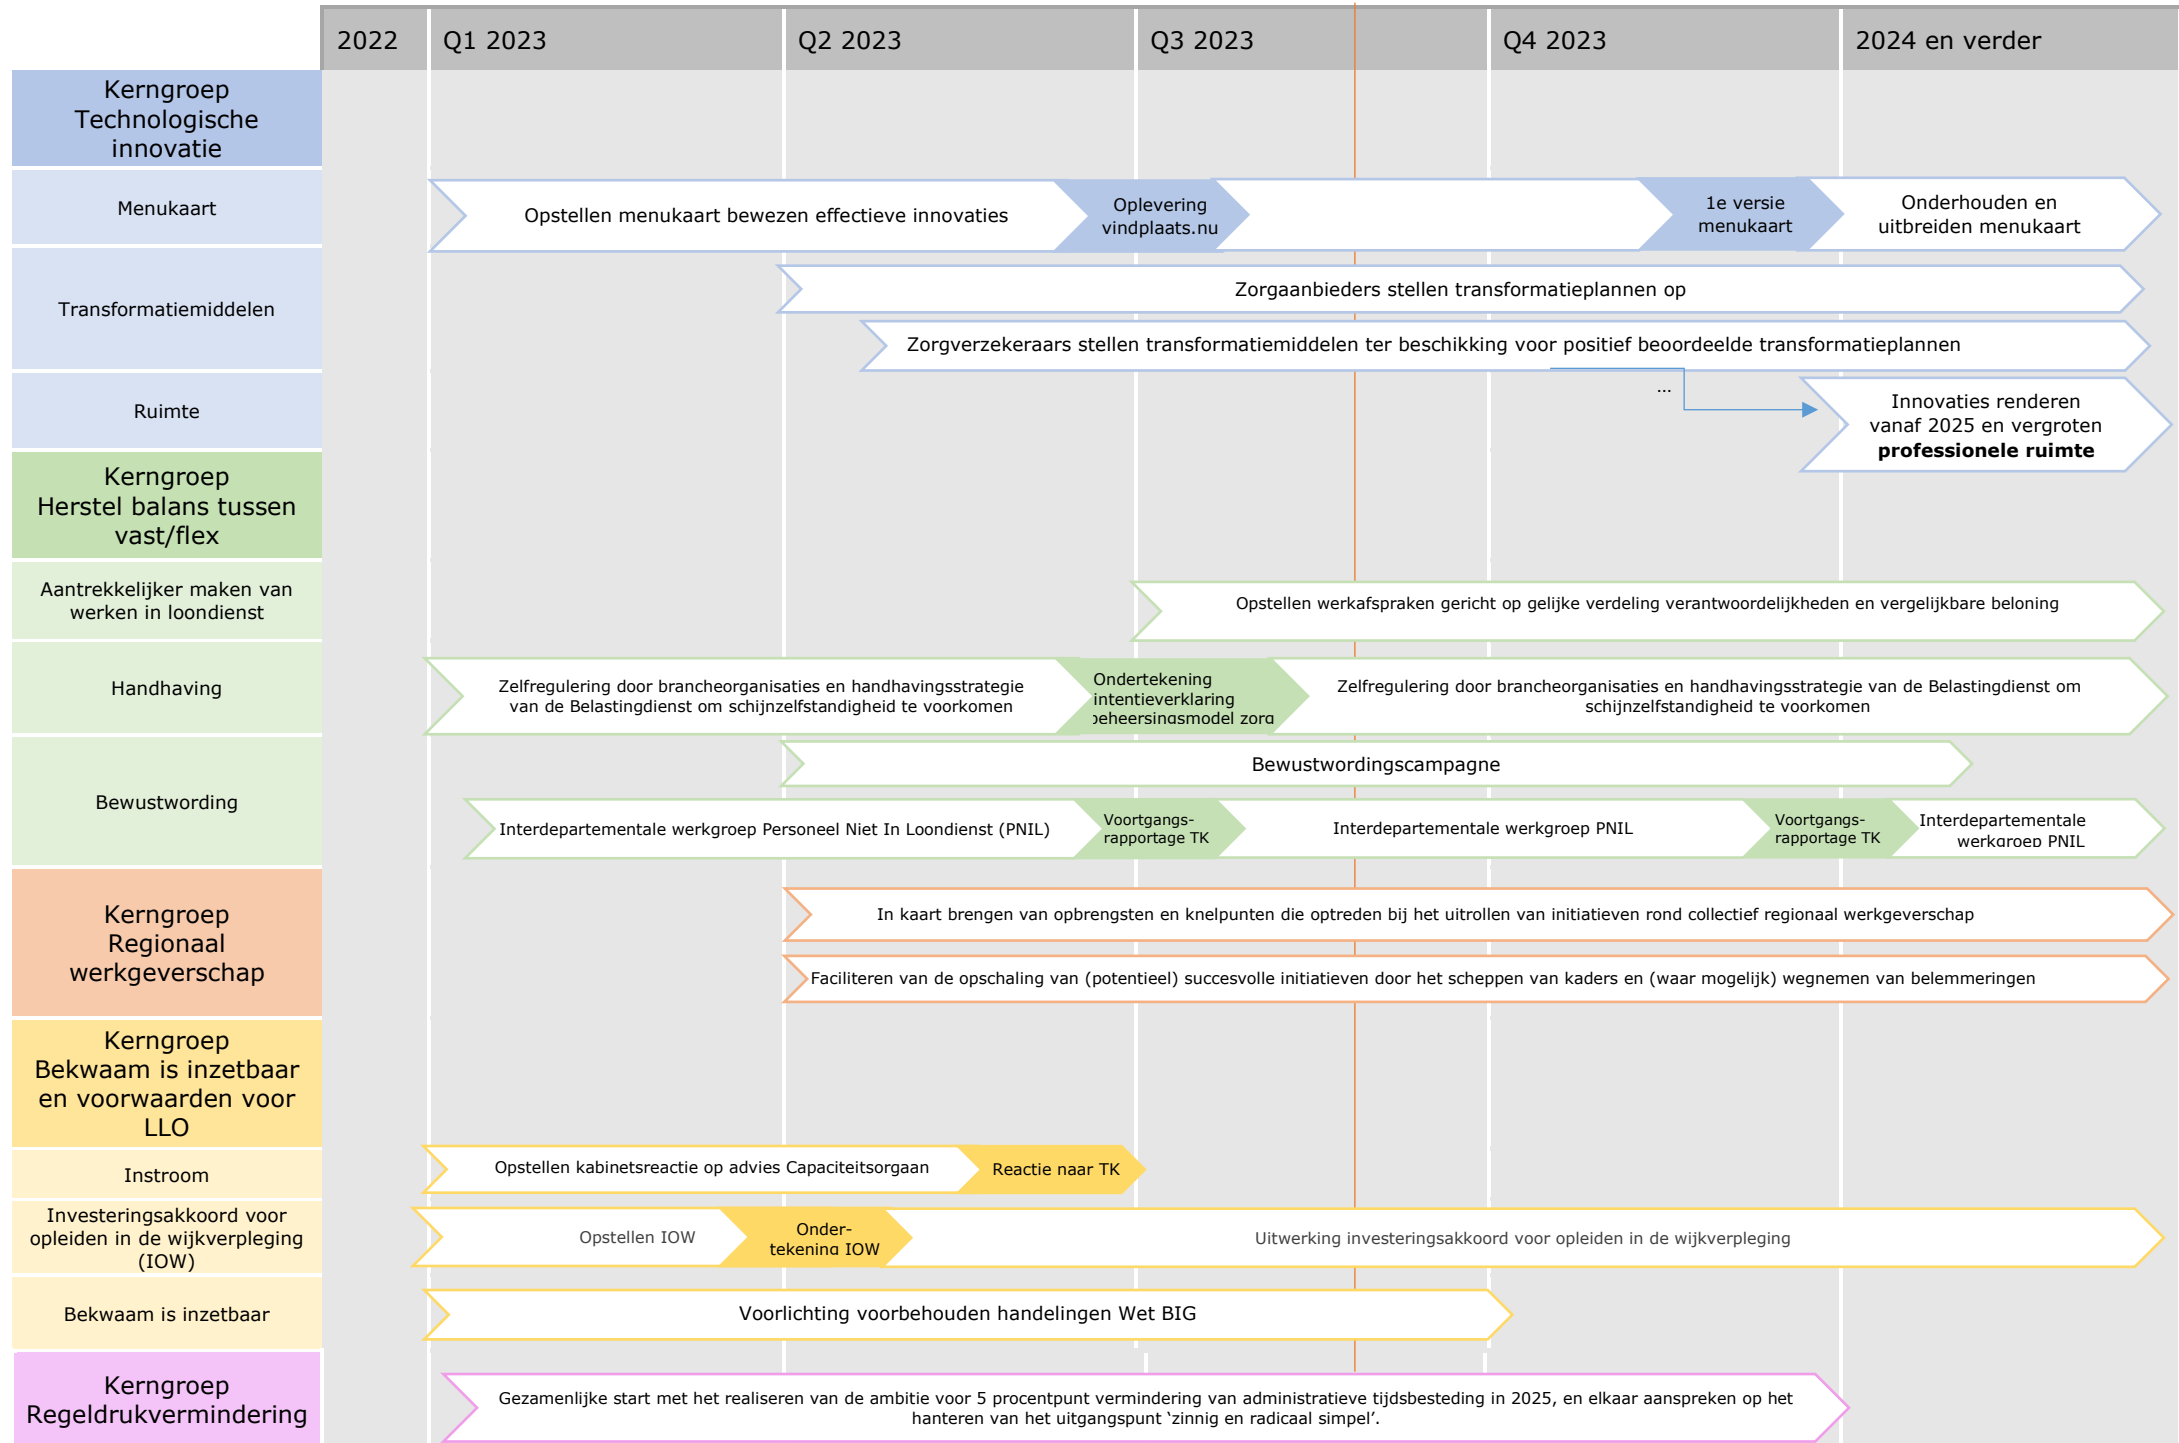 2022
Q1 2023
Q2 2023
Q3 2023
Q4 2023
2024 en verder
Kerngroep
Technologische
innovatie
Menukaart
Opstellen menukaart bewezen effectieve innovaties
Oplevering
vindplaats.nu
1e versie
menukaart
Onderhouden en
uitbreiden menukaart
Transformatiemiddelen
Zorgaanbieders stellen transformatieplannen op
Zorgverzekeraars stellen transformatiemiddelen ter beschikking voor positief beoordeelde transformatieplannen
...
Ruimte
Innovaties renderen
vanaf 2025 en vergroten
professionele ruimte
Kerngroep
Herstel balans tussen
vast/flex
Aantrekkelijker maken van
werken in loondienst
Opstellen werkafspraken gericht op gelijke verdeling verantwoordelijkheden en vergelijkbare beloning
Handhaving
Zelfregulering door brancheorganisaties en handhavingsstrategie
van de Belastingdienst om schijnzelfstandigheid te voorkomen
Ondertekening
intentieverklaring
beheersingsmodel zorg
Zelfregulering door brancheorganisaties en handhavingsstrategie van de Belastingdienst om
schijnzelfstandigheid te voorkomen
Bewustwording
Bewustwordingscampagne
Interdepartementale werkgroep Personeel Niet In Loondienst (PNIL)
Voortgangs-
rapportage TK
Interdepartementale werkgroep PNIL
Voortgangs-
rapportage TK
Interdepartementale
werkgroep PNIL
Kerngroep
Regionaal
werkgeverschap
In kaart brengen van opbrengsten en knelpunten die optreden bij het uitrollen van initiatieven rond collectief regionaal werkgeverschap
Faciliteren van de opschaling van (potentieel) succesvolle initiatieven door het scheppen van kaders en (waar mogelijk) wegnemen van belemmeringen
Kerngroep
Bekwaam is inzetbaar
en voorwaarden voor
LLO
Instroom
Opstellen kabinetsreactie op advies Capaciteitsorgaan
Reactie naar TK
Investeringsakkoord voor
opleiden in de wijkverpleging
(IOW)
Opstellen IOW
Onder-
tekening IOW
Uitwerking investeringsakkoord voor opleiden in de wijkverpleging
Bekwaam is inzetbaar
Voorlichting voorbehouden handelingen Wet BIG
Kerngroep
Regeldrukvermindering
Gezamenlijke start met het realiseren van de ambitie voor 5 procentpunt vermindering van administratieve tijdsbesteding in 2025, en elkaar aanspreken op het
hanteren van het uitgangspunt ‘zinnig en radicaal simpel’.